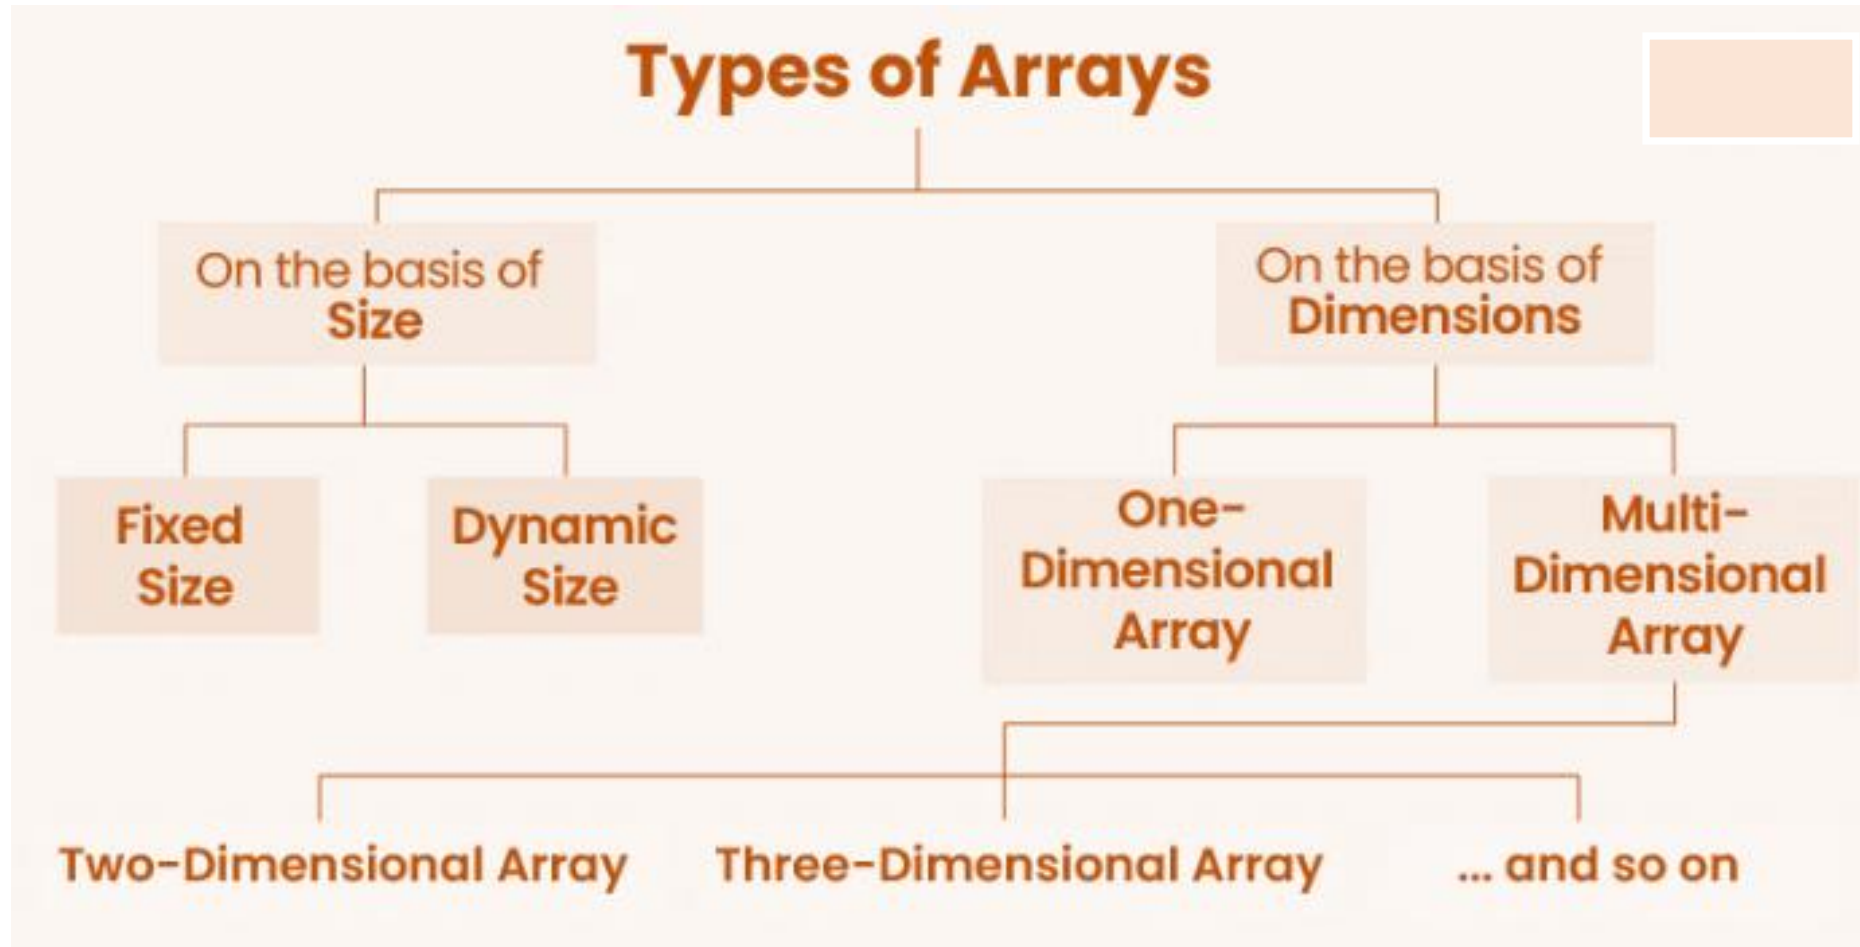 Types of Arrays
On the basis of
Size
On the basis of
Dimensions
Fixed
Size
Dynamic
Size
One-
Dimensional
Array
Multi-
Dimensional
Array
Two-Dimensional Array
Three-Dimensional Array
... and so on